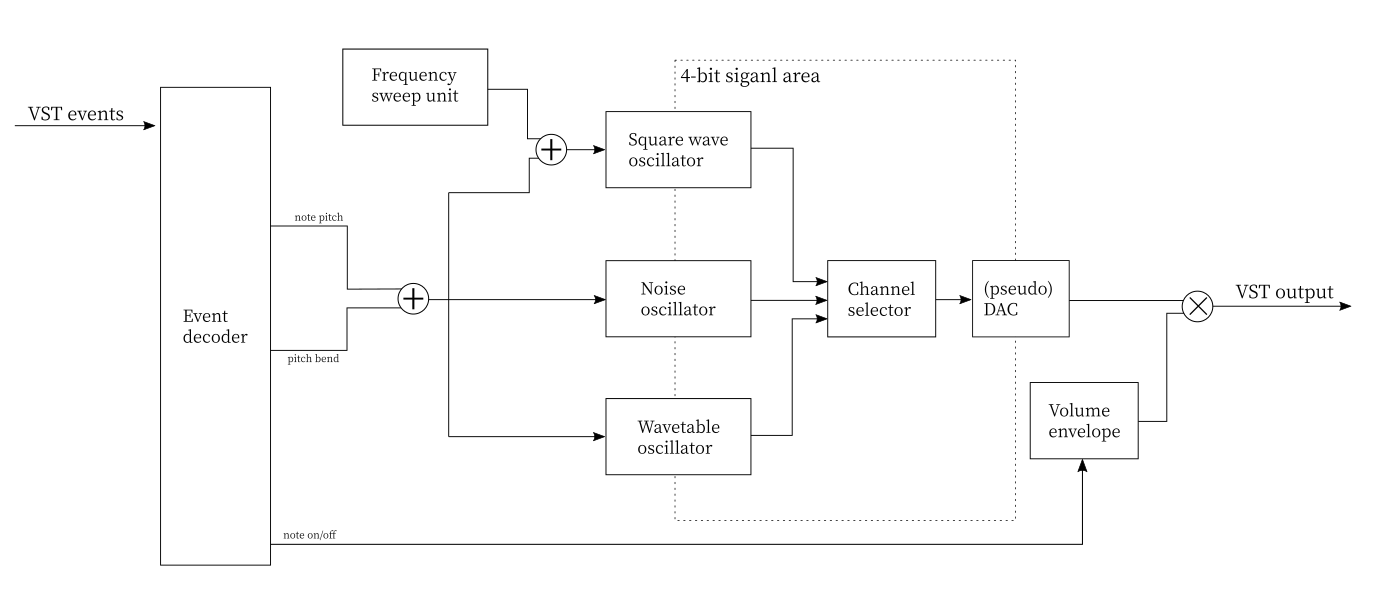 Frequency
sweep unit
4-bit siganl area
VST events
Square wave
oscillator
note pitch
Noise
oscillator
Channel
selector
(pseudo)
DAC
VST output
Event
decoder
pitch bend
Wavetable
oscillator
Volume
envelope
note on/off